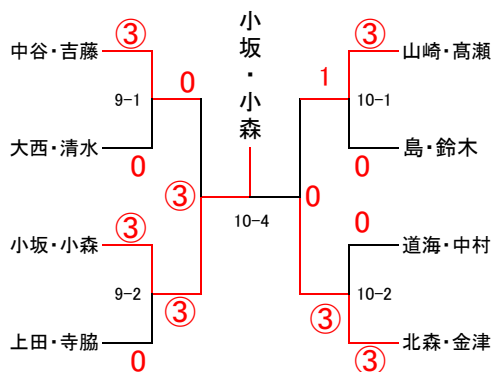 小坂・小森
中谷・吉藤
③
9-1
0
大西・清水
0
③
小坂・小森
③
9-2
③
上田・寺脇
0
10-4
③
山崎・髙瀬
1
10-1
島・鈴木
0
0
0
道海・中村
10-2
③
北森・金津
③